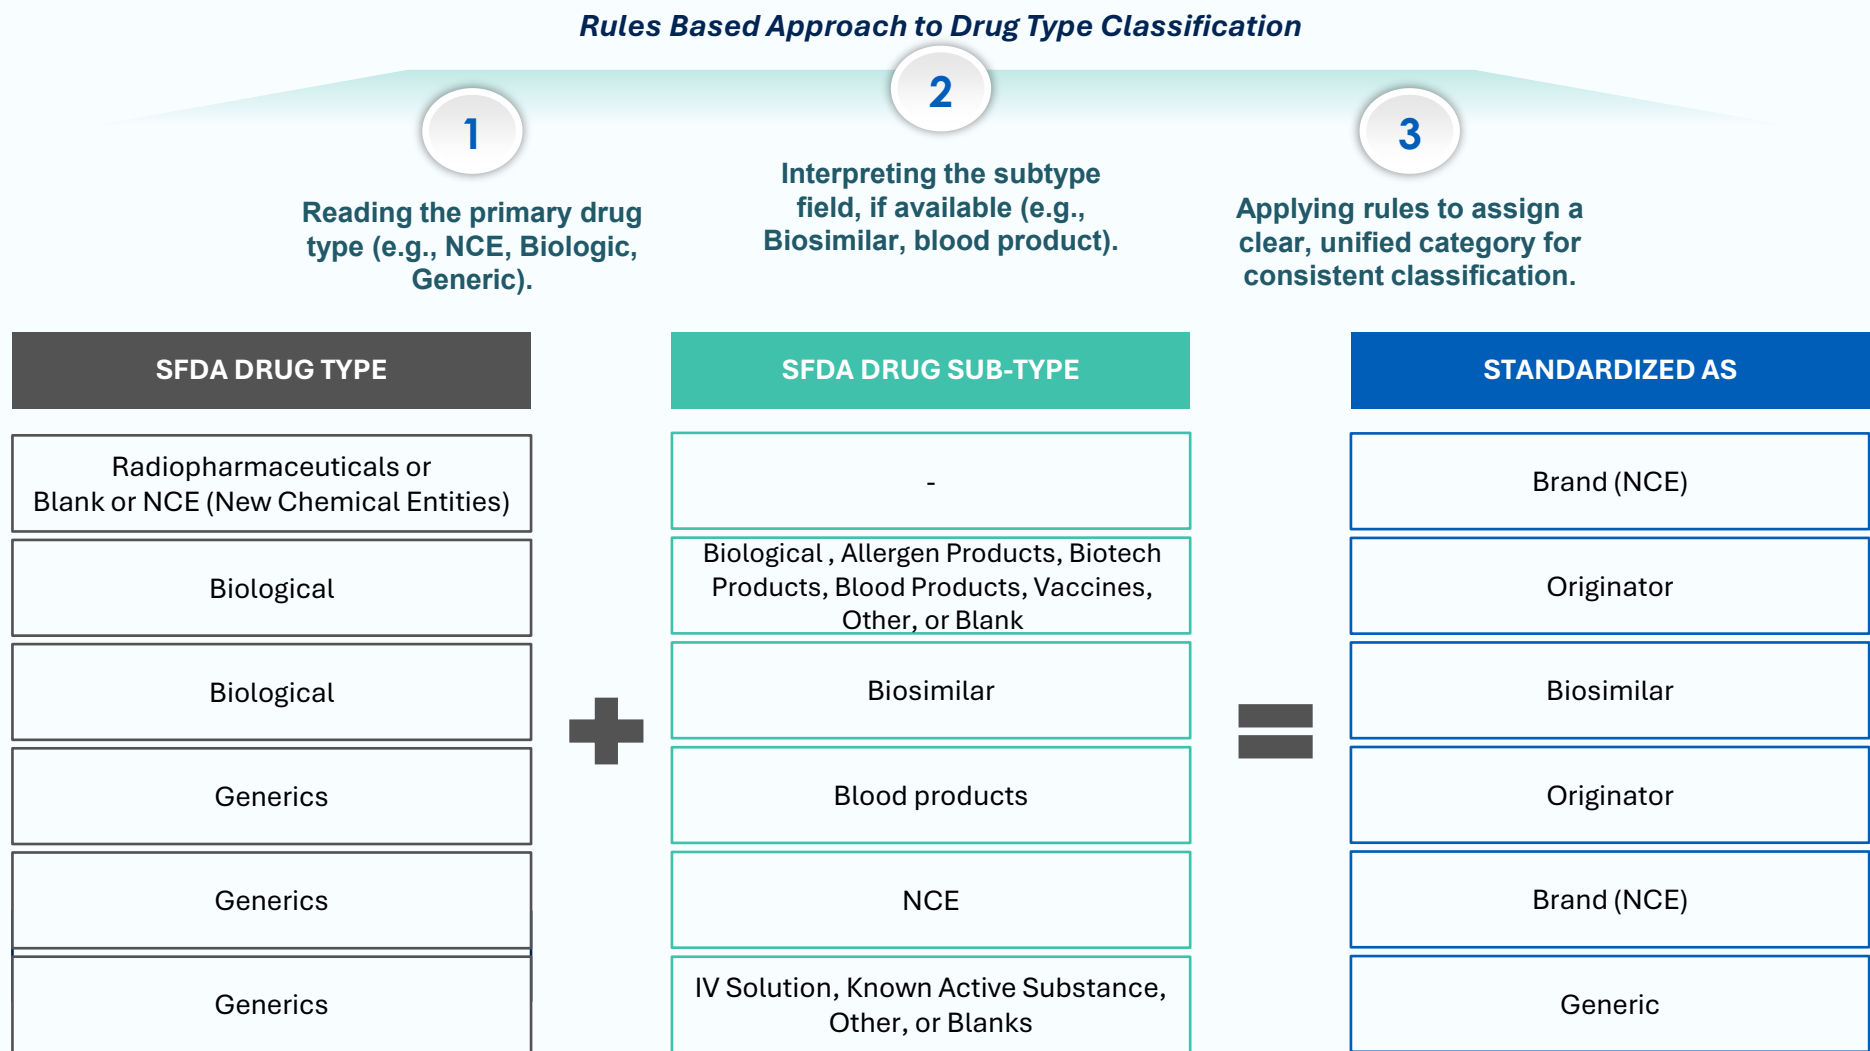 Rules Based Approach to Drug Type Classification
1
2
3
Reading the primary drug
type (e.g., NCE, Biologic,
Generic).
Interpreting the subtype
field, if available (e.g.,
Biosimilar, blood product).
Applying rules to assign a
clear, unified category for
consistent classification.
SFDA DRUG TYPE
SFDA DRUG SUB-TYPE
STANDARDIZED AS
Radiopharmaceuticals or
Blank or NCE (New Chemical Entities)
-
Brand (NCE)
Biological
Biological , Allergen Products, Biotech
Products, Blood Products, Vaccines,
Other, or Blank
Originator
Biological
Biosimilar
Biosimilar
Generics
Blood products
Originator
Generics
NCE
Brand (NCE)
Generics
IV Solution, Known Active Substance,
Other, or Blanks
Generic